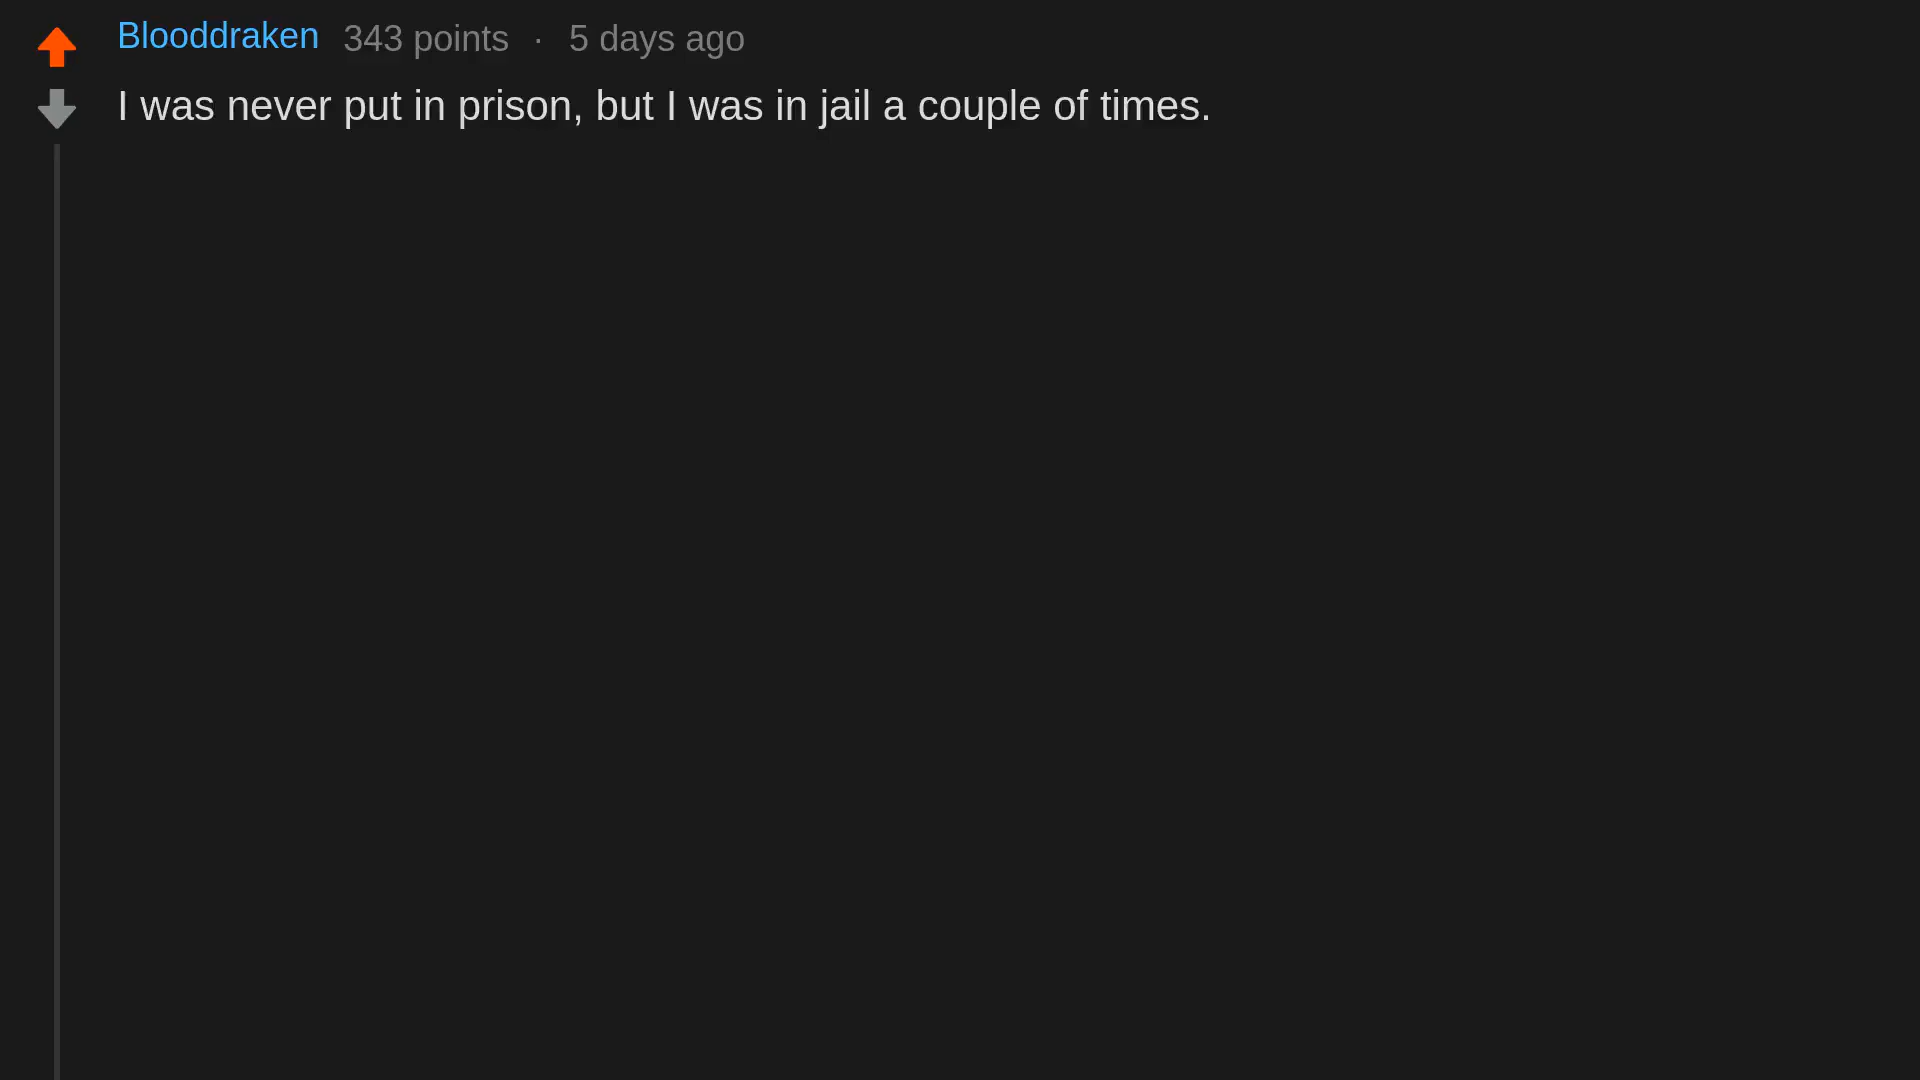 Blooddraken 343 points · 5 days ago
I was never put in prison, but I was in jail a couple of times.